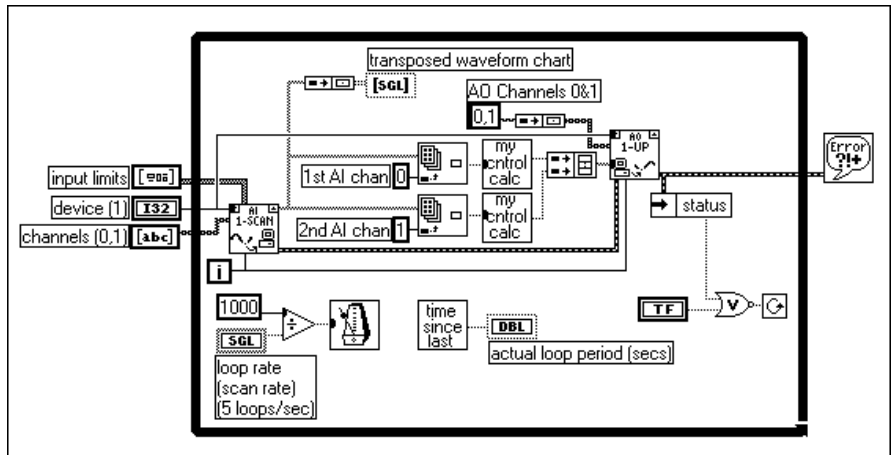 transposed waveform chart
[SGL]
AO Channels 0&1
0,1
AO
1-UP
my
cntrol
calc
1st AI chan 0
input limits
device (1) I32
channels (0,1) [abc]
AI
1-SCAN
2nd AI chan 1
my
cntrol
calc
Error
?!+
status
i
1000
÷
SGL
loop rate
(scan rate)
(5 loops/sec)
time
since
last
DBL
actual loop period (secs)
TF
V